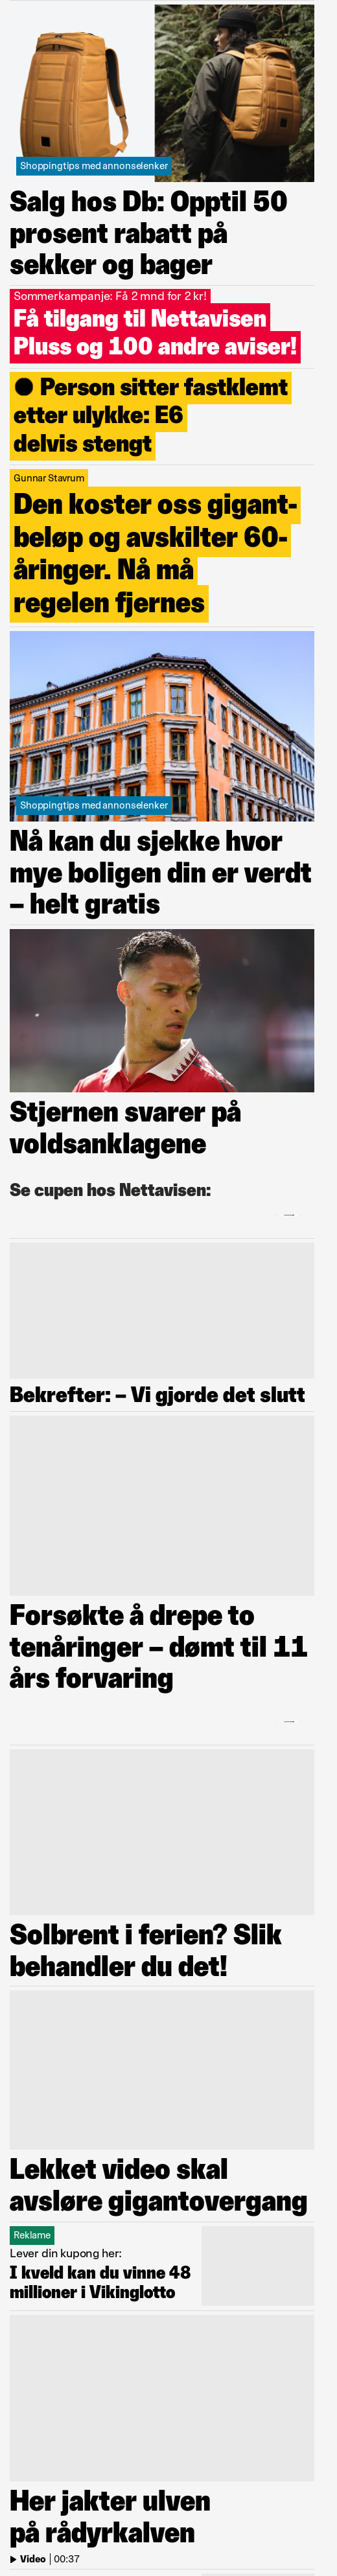 Shoppingtips med annonselenker
Salg hos Db: Opptil 50
prosent rabatt på
sekker og bager
Sommerkampanje: Få 2 mnd for 2 kr!
Få tilgang til Nettavisen
Pluss og 100 andre aviser!
Person sitter fastklemt
etter ulykke: E6
delvis stengt
Gunnar Stavrum
Den koster oss gigant-
beløp og avskilter 60-
åringer. Nå må
regelen fjernes
Shoppingtips med annonselenker
Nå kan du sjekke hvor
mye boligen din er verdt
– helt gratis
Stjernen svarer på
voldsanklagene
Se cupen hos Nettavisen:
Bekrefter: – Vi gjorde det slutt
Forsøkte å drepe to
tenåringer – dømt til 11
års forvaring
Solbrent i ferien? Slik
behandler du det!
Lekket video skal
avsløre gigantovergang
Reklame
Lever din kupong her:
I kveld kan du vinne 48
millioner i Vikinglotto
Her jakter ulven
på rådyrkalven
Video | 00:37